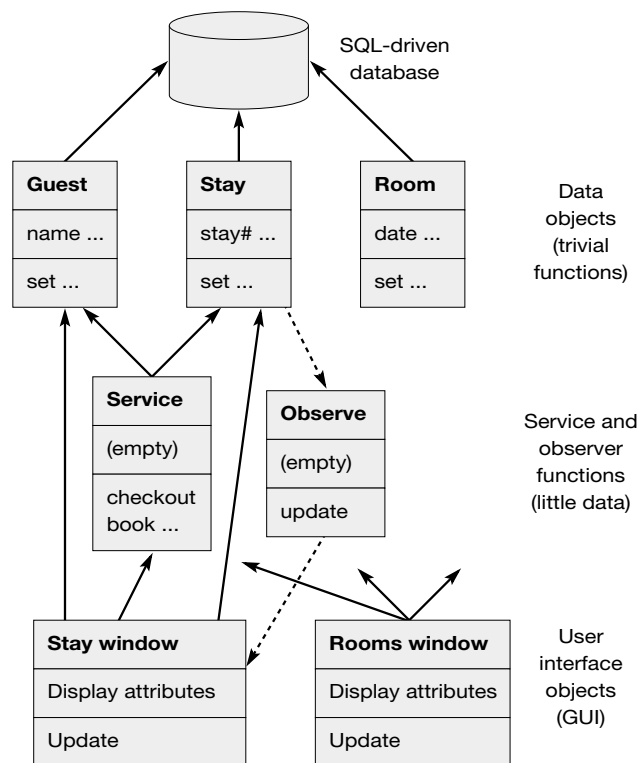 SQL-driven
database
Guest
name ...
set ...
Stay
stay# ...
set ...
Room
date ...
set ...
Data
objects
(trivial
functions)
Service
(empty)
checkout
book ...
Observe
(empty)
update
Service and
observer
functions
(little data)
Stay window
Display attributes
Update
Rooms window
Display attributes
Update
User
interface
objects
(GUI)